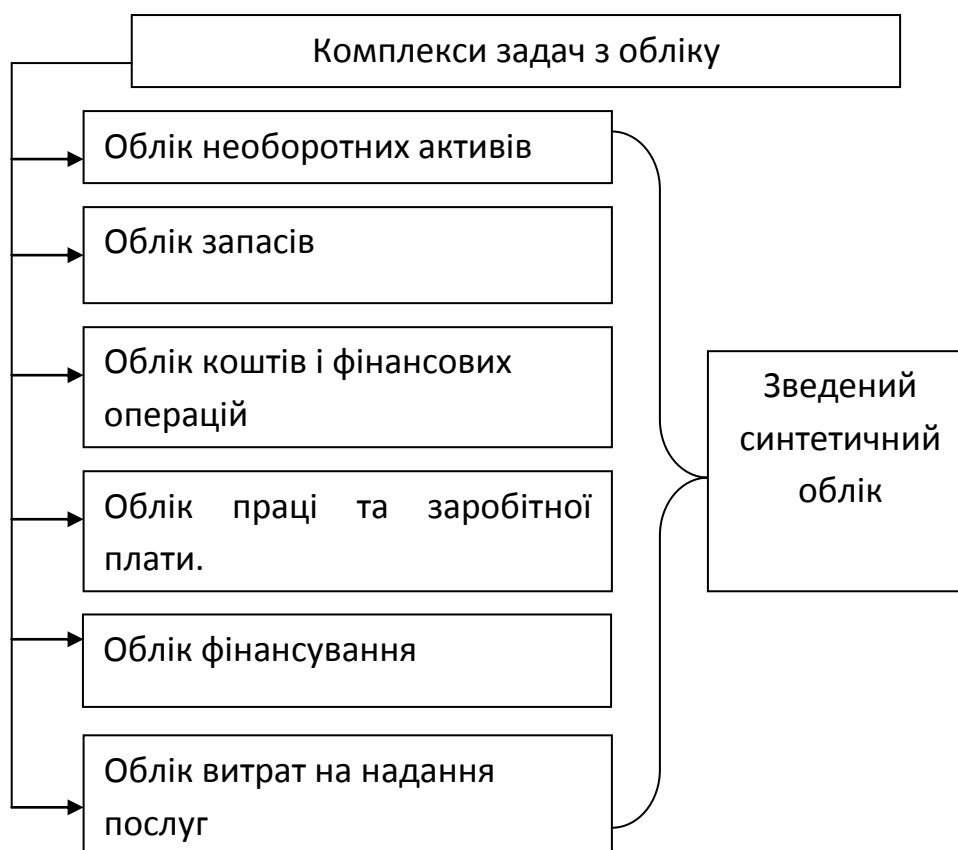 Комплекси задач з обліку
Облік необоротних активів
Облік запасів
Облік коштів і фінансових
операцій
Облік праці та заробітної
плати.
Облік фінансування
Облік витрат на надання
послуг
Зведений
синтетичний
облік